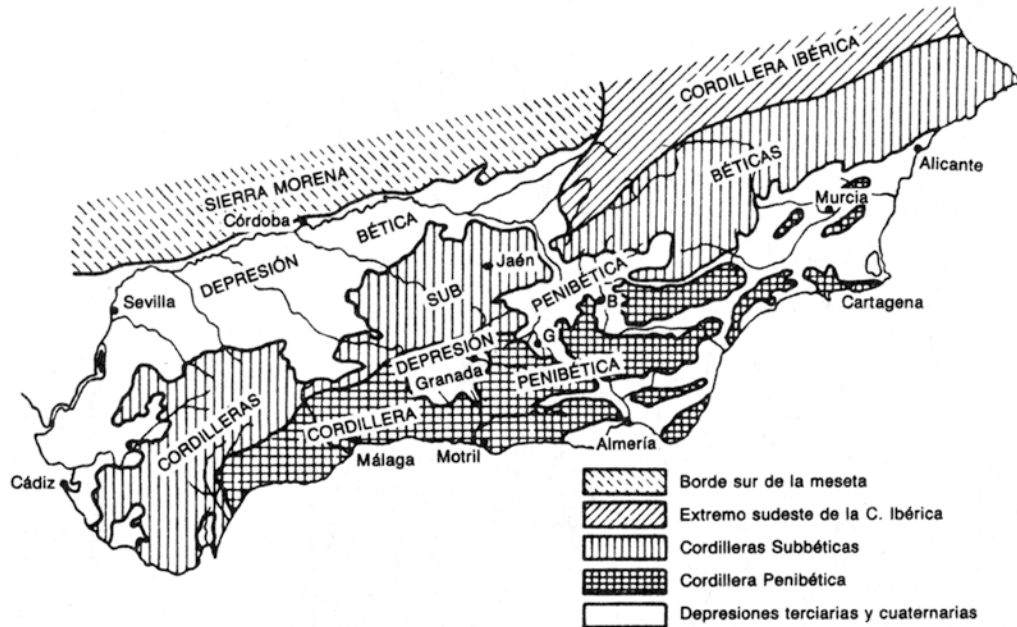 CORDILLERA IBÉRICA
SIERRA MORENA
Córdoba
BÉTICAS
Alicante
Murcia
BÉTICA
DEPRESIÓN
Jaén
SUB
PENIBÉTICA
B
Sevilla
Cartagena
DEPRESIÓN
G
Granada
PENIBÉTICA
CORDILLERAS
CORDILLERA
Almería
Málaga
Motril
Cádiz
Borde sur de la meseta
Extremo sudeste de la C. Ibérica
Cordilleras Subbéticas
Cordillera Penibética
Depresiones terciarias y cuaternarias